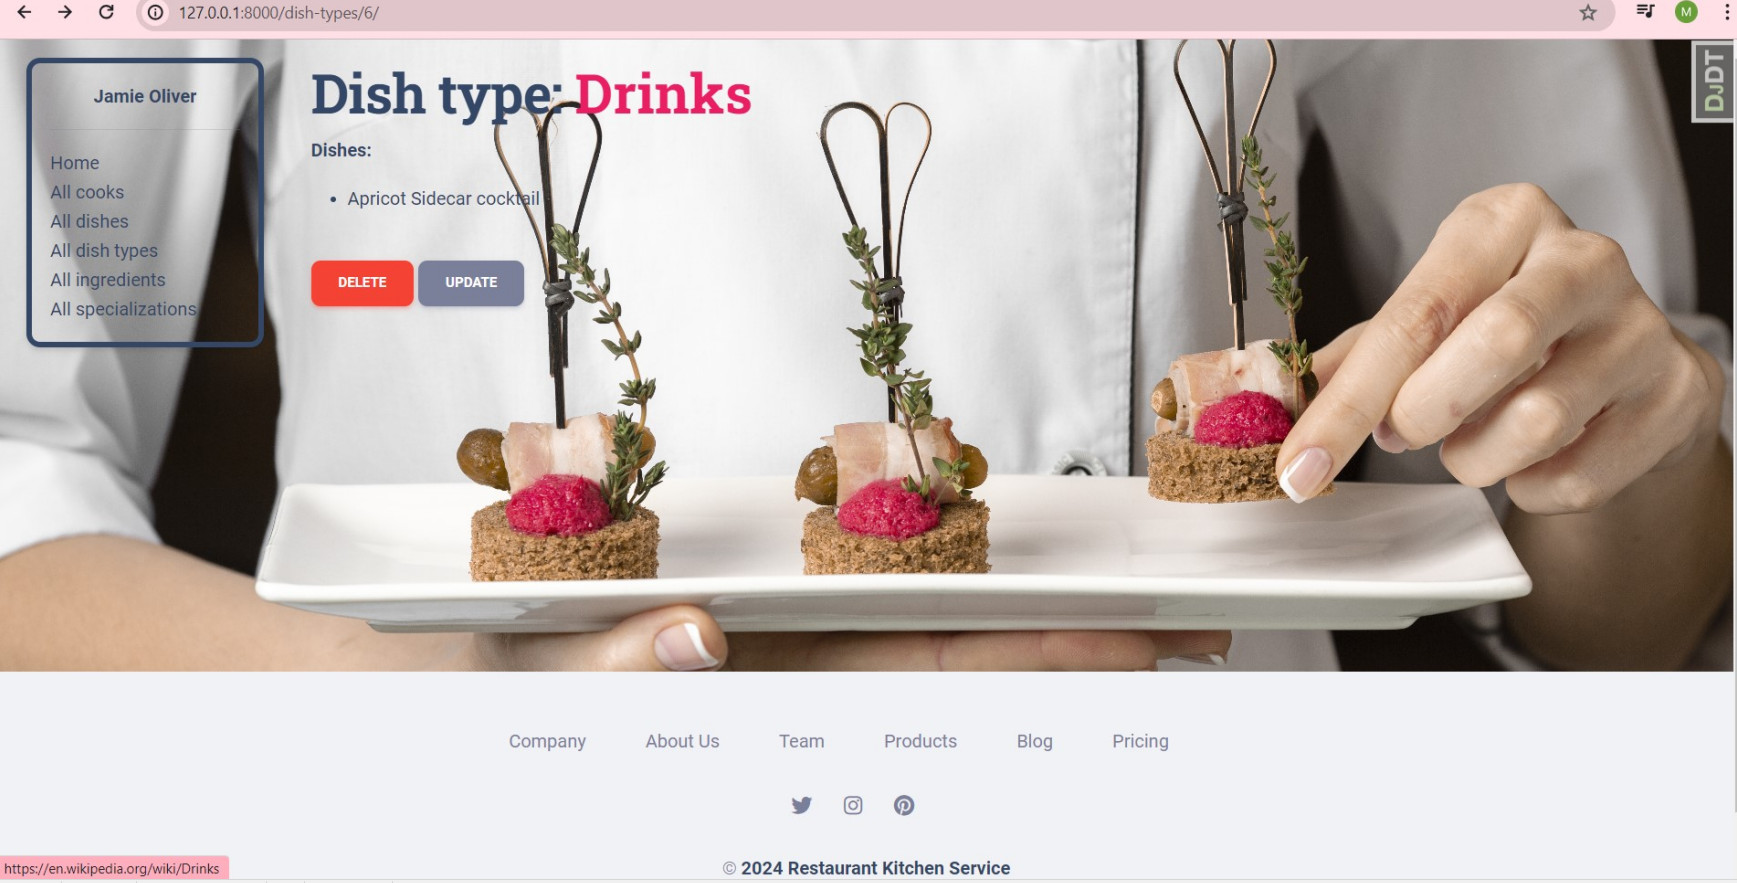 127.0.0.1:8000/dish-types/6/
M
DJDT
Jamie Oliver
Home
All cooks
All dishes
All dish types
All ingredients
All specializations
Dish type: Drinks
Dishes:
• Apricot Sidecar cocktail
DELETE UPDATE
Company About Us Team Products Blog Pricing
© 2024 Restaurant Kitchen Service
https://en.wikipedia.org/wiki/Drinks